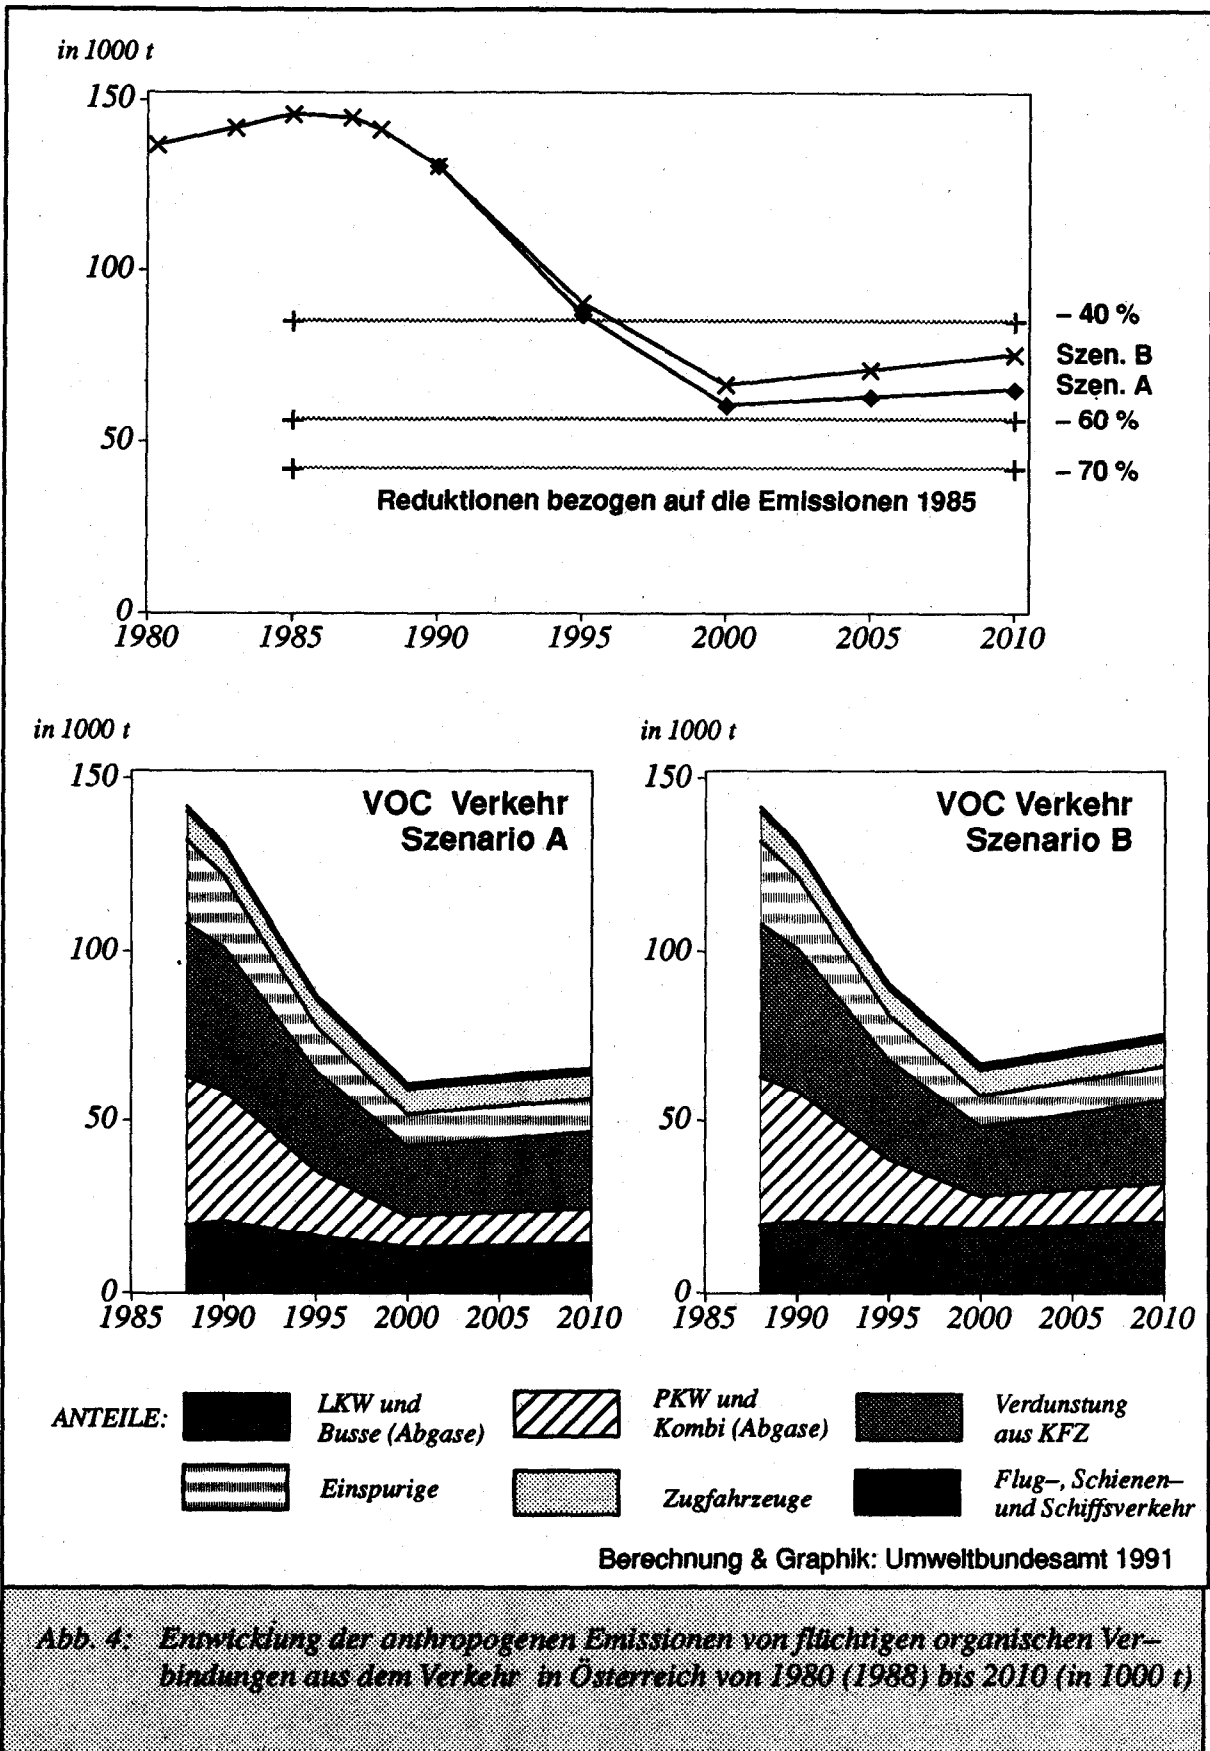 in 1000 t
150
100
50
0
1980 1985 1990 1995 2000 2005 2010
– 40 %
Szen. B
Szen. A
– 60 %
– 70 %
Reduktionen bezogen auf die Emissionen 1985
in 1000 t
150
100
50
0
1985 1990 1995 2000 2005 2010
VOC Verkehr
Szenario A
in 1000 t
150
100
50
0
1985 1990 1995 2000 2005 2010
VOC Verkehr
Szenario B
ANTEILE:
LKW und
Busse (Abgase)
PKW und
Kombi (Abgase)
Verdunstung
aus KFZ
Einspurige
Zugfahrzeuge
Flug–, Schienen–
und Schiffsverkehr
Berechnung & Graphik: Umweltbundesamt 1991
Abb. 4: Entwicklung der anthropogenen Emissionen von flüchtigen organischen Ver–
bindungen aus dem Verkehr in Österreich von 1980 (1988) bis 2010 (in 1000 t)